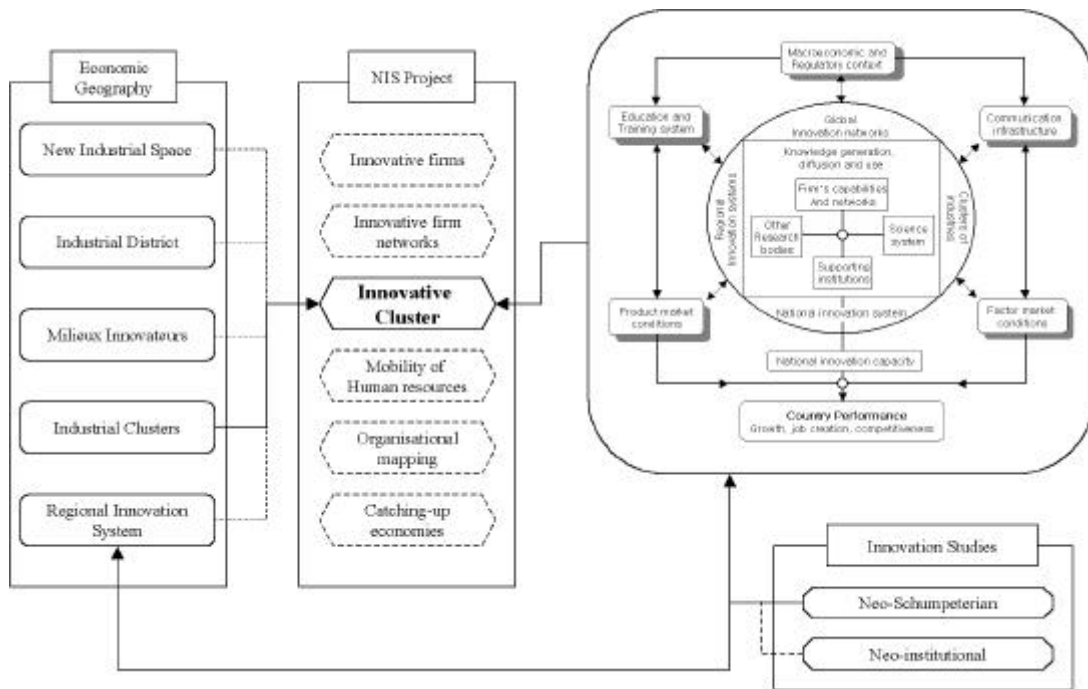 Economic
Geography
New Industrial Space
Industrial District
Milieux Innovateurs
Industrial Clusters
Regional Innovation
System
NIS Project
Innovative firms
Innovative firm
networks
Innovative
Cluster
Mobility of
Human resources
Organisational
mapping
Catching-up
economies
Macroeconomic and
Regulatory context
Education and
Training system
Communication
infrastructure
Global
Innovation networks
Knowledge generation,
diffusion and use
Firm's capabilities
And networks
Regional
Innovation systems
Other
Research
bodies
Science
system
Clusters of
industries
Supporting
institutions
Product market
conditions
National innovation system
Factor market
conditions
National innovation capacity
Country Performance
Growth, job creation, competitiveness
Innovation Studies
Neo-Schumpeterian
Neo-institutional